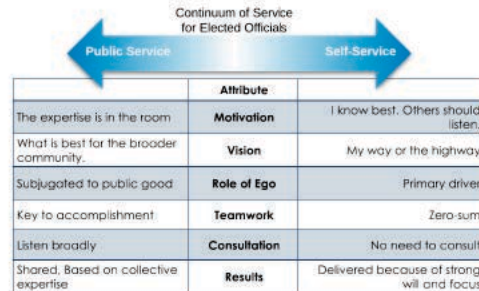 Continuum of Service
for Elected Officials
Public Service
Self-Service
Attribute
The expertise is in the room
Motivation
I know best. Others should
listen.
What is best for the broader
community.
Vision
My way or the highway
Subjugated to public good
Role of Ego
Primary driver
Key to accomplishment
Teamwork
Zero-sum
Listen broadly
Consultation
No need to consult
Shared, Based on collective
expertise
Results
Delivered because of strong
will and focus